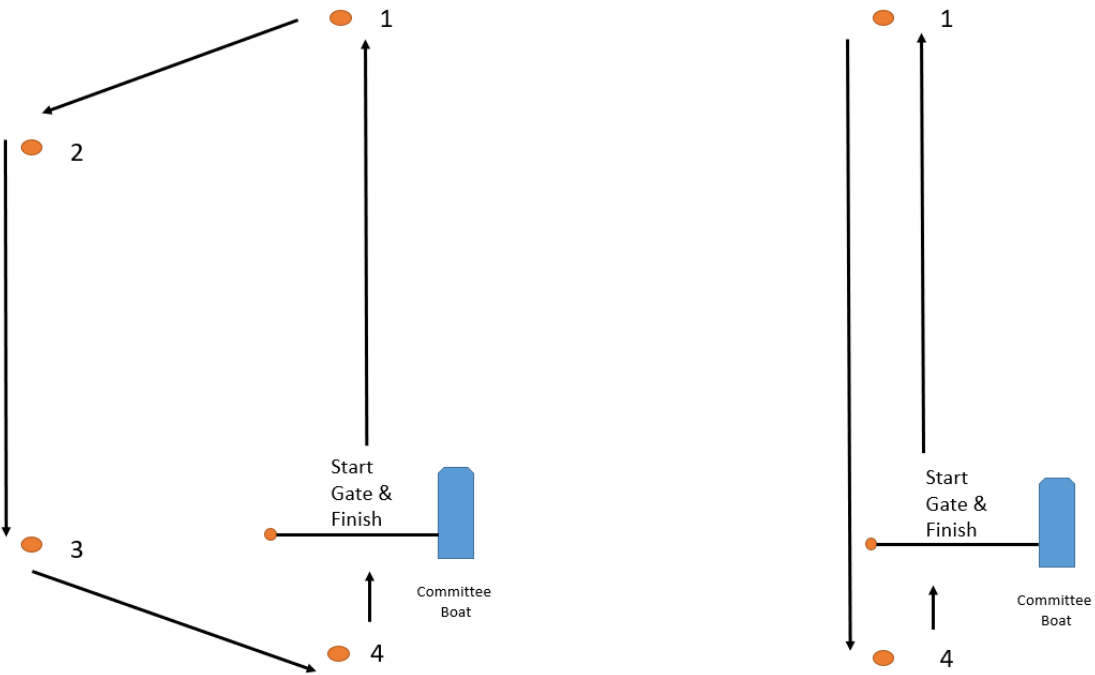 1
2
Start
Gate &
Finish
3
Committee
Boat
4
1
Start
Gate &
Finish
Committee
Boat
4